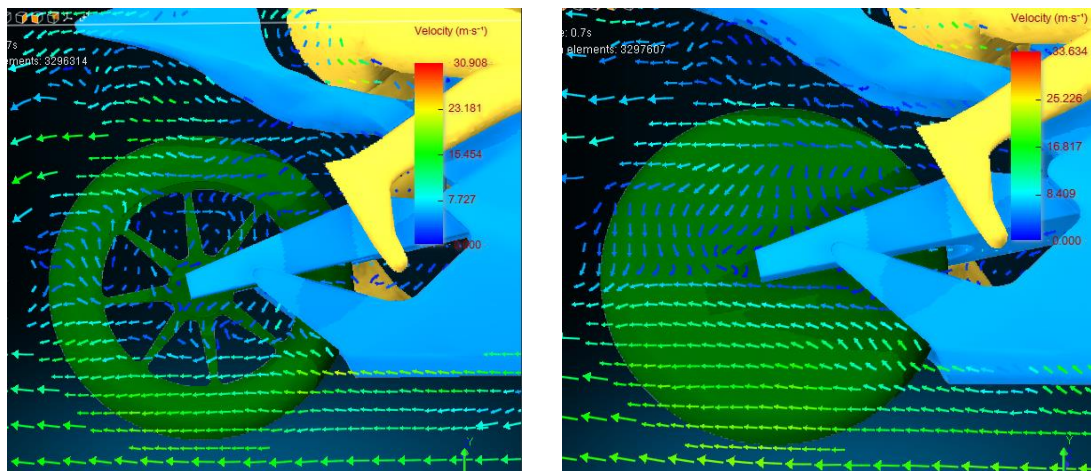 Velocity (m·s⁻¹)
30.908
23.181
15.454
7.727
.7s
elements: 3296314
Y
Velocity (m·s⁻¹)
33.634
25.226
16.817
8.409
0.000
e: 0.7s
elements: 3297607
Y